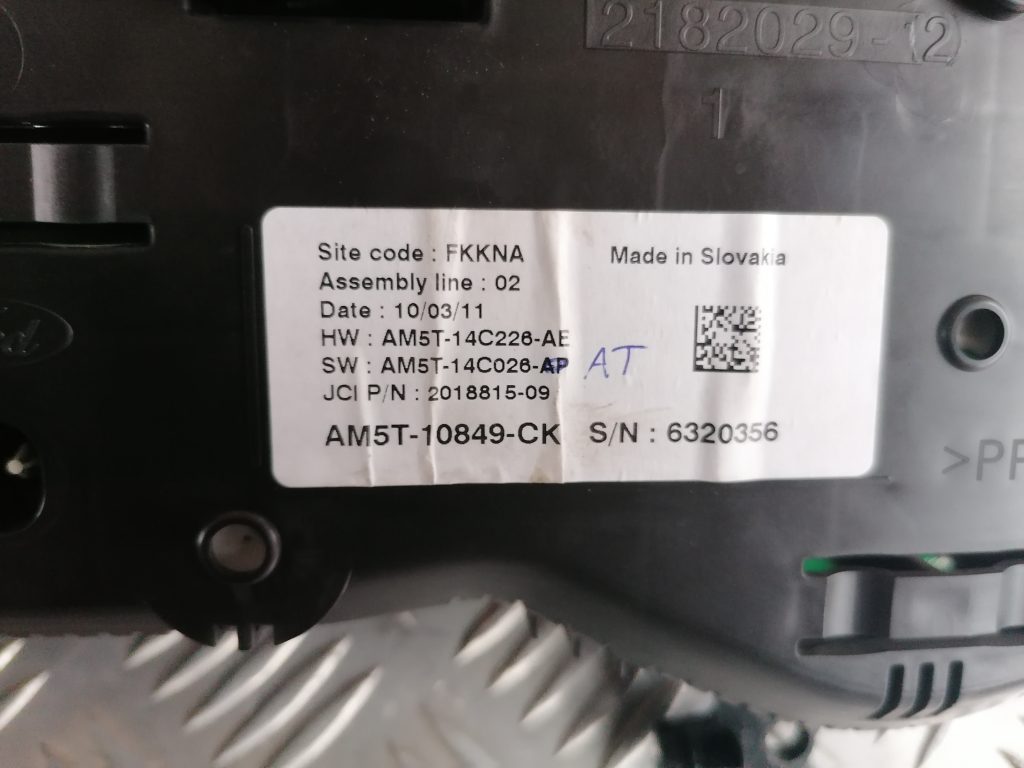 2182029-12
1
Site code : FKKNA
Made in Slovakia
Assembly line : 02
Date : 10/03/11
HW : AM5T-14C226-AE
SW : AM5T-14C026-AP AT
JCI P/N : 2018815-09
AM5T-10849-CK S/N : 6320356
>PP